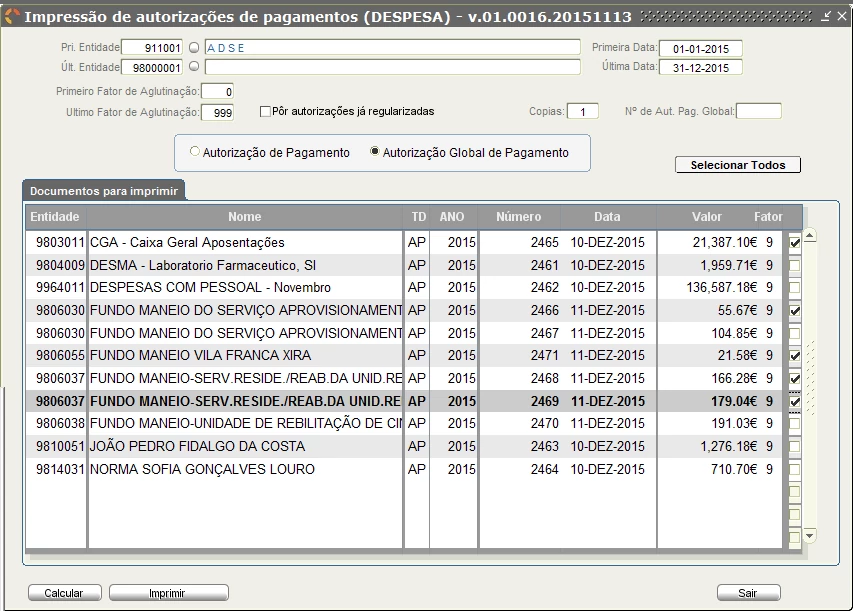 Impressão de autorizações de pagamentos (DESPESA) - v.01.0016.20151113
Pri. Entidade 911001 ADSE Primeira Data: 01-01-2015
Últ. Entidade 98000001 Última Data: 31-12-2015
Primeiro Fator de Aglutinação: 0
Ultimo Fator de Aglutinação: 999 Pôr autorizações já regularizadas Copias: 1 Nº de Aut. Pag. Global:
Autorização de Pagamento Autorização Global de Pagamento
Selecionar Todos
Documentos para imprimir
Entidade Nome TD ANO Número Data Valor Fator
9803011 CGA - Caixa Geral Aposentações AP 2015 2465 10-DEZ-2015 21,387.10€ 9
9804009 DESMA - Laboratorio Farmaceutico, Sl AP 2015 2461 10-DEZ-2015 1,959.71€ 9
9964011 DESPESAS COM PESSOAL - Novembro AP 2015 2462 10-DEZ-2015 136,587.18€ 9
9806030 FUNDO MANEIO DO SERVIÇO APROVISIONAMENT AP 2015 2466 11-DEZ-2015 55.67€ 9
9806030 FUNDO MANEIO DO SERVIÇO APROVISIONAMENT AP 2015 2467 11-DEZ-2015 104.85€ 9
9806055 FUNDO MANEIO VILA FRANCA XIRA AP 2015 2471 11-DEZ-2015 21.58€ 9
9806037 FUNDO MANEIO-SERV.RESIDE./REAB.DA UNID.RE AP 2015 2468 11-DEZ-2015 166.28€ 9
9806037 FUNDO MANEIO-SERV.RESIDE./REAB.DA UNID.RE AP 2015 2469 11-DEZ-2015 179.04€ 9
9806038 FUNDO MANEIO-UNIDADE DE REBILITAÇÃO DE CI AP 2015 2470 11-DEZ-2015 191.03€ 9
9810051 JOÃO PEDRO FIDALGO DA COSTA AP 2015 2463 10-DEZ-2015 1,276.18€ 9
9814031 NORMA SOFIA GONÇALVES LOURO AP 2015 2464 10-DEZ-2015 710.70€ 9
Calcular Imprimir Sair